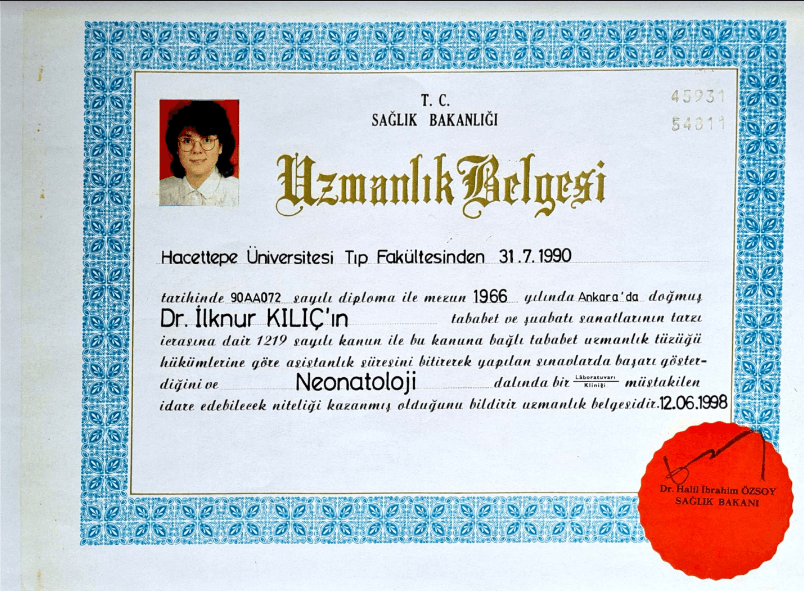 T. C.
SAĞLIK BAKANLIĞI
45931
54811
Uzmanlık Belgesi
Hacettepe Üniversitesi Tıp Fakültesinden 31.7.1990
tarihinde 90AA072 sayılı diploma ile mezun 1966 yılında Ankara'da doğmuş
Dr. İlknur KILIÇ'ın tababet ve şuabatı sanatlarının tarzı
icrasına dair 1219 sayılı kanun ile bu kanuna bağlı tababet uzmanlık tüzüğü
hükümlerine göre asistanlık süresini bitirerek yapılan sınavlarda başarı göster-
diğini ve Neonatoloji dalında bir Lâboratuvarı Kliniği müstakilen
idare edebilecek niteliği kazanmış olduğunu bildirir uzmanlık belgesidir.12.06.1998
Dr. Halil İbrahim ÖZSOY
SAĞLIK BAKANI